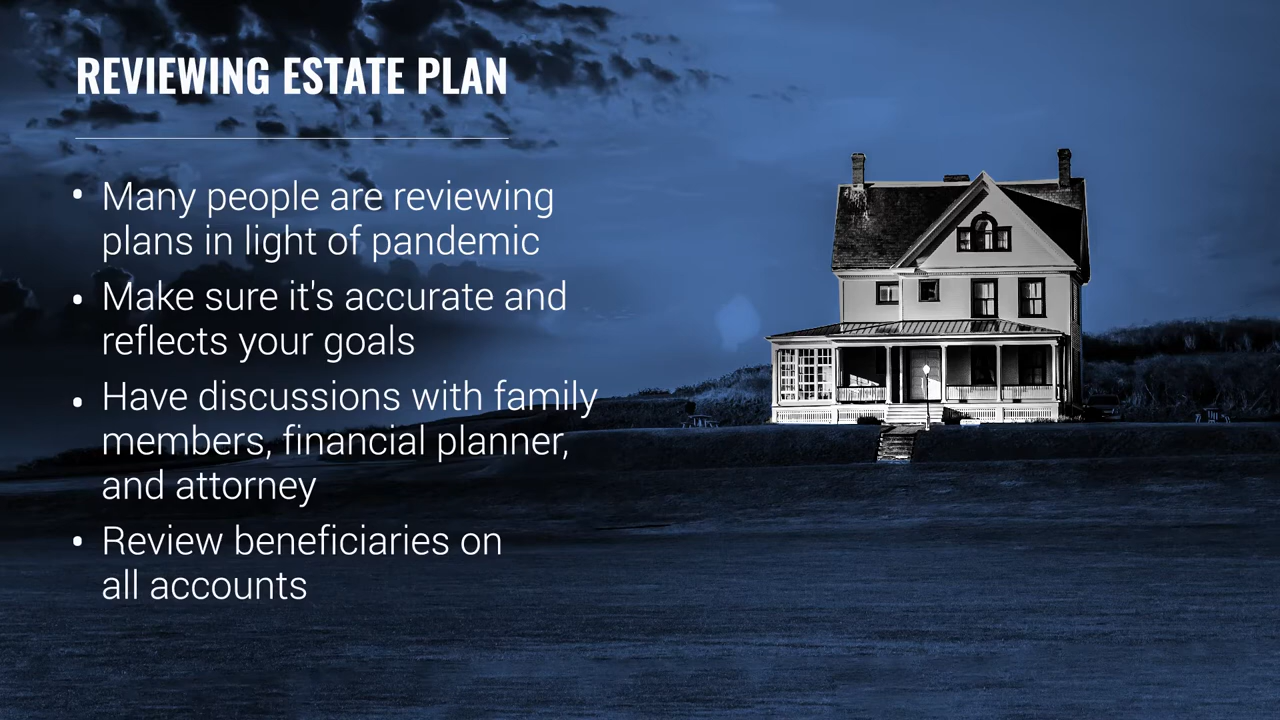 REVIEWING ESTATE PLAN
• Many people are reviewing
plans in light of pandemic
• Make sure it's accurate and
reflects your goals
• Have discussions with family
members, financial planner,
and attorney
• Review beneficiaries on
all accounts